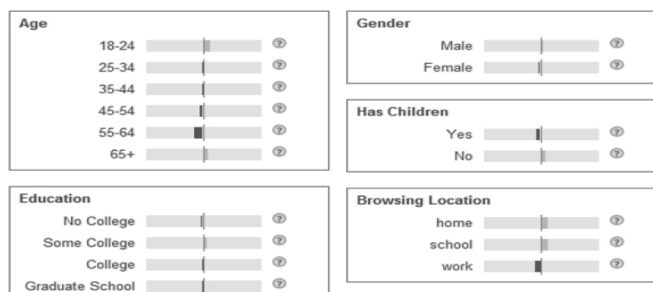 Age
18-24
25-34
35-44
45-54
55-64
65+
Education
No College
Some College
College
Graduate School
Gender
Male
Female
Has Children
Yes
No
Browsing Location
home
school
work